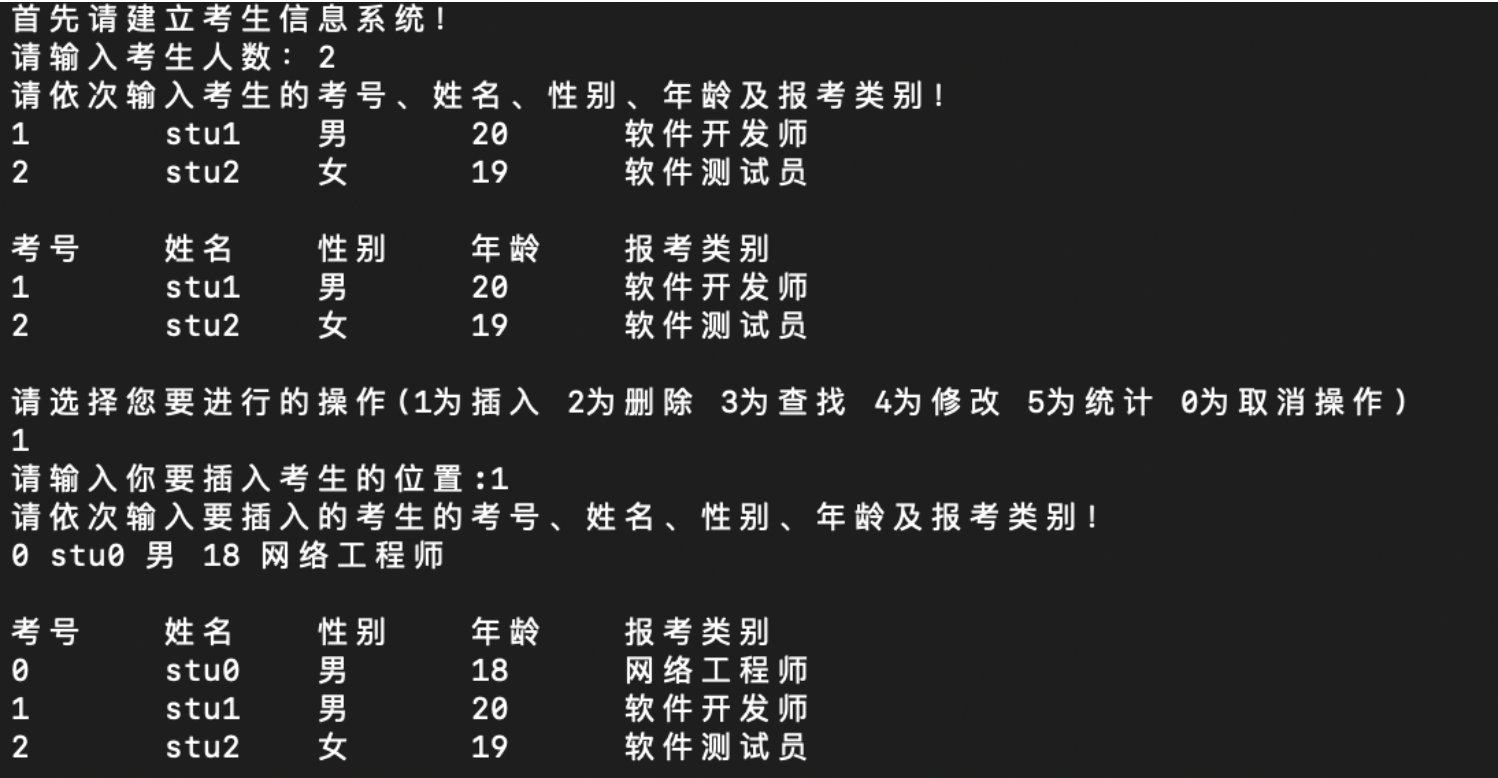 首先请建立考生信息系统!
请输入考生人数: 2
请依次输入考生的考号、姓名、性别、年龄及报考类别!
1 stu1 男 20 软件开发师
2 stu2 女 19 软件测试员
考号 姓名 性别 年龄 报考类别
1 stu1 男 20 软件开发师
2 stu2 女 19 软件测试员
请选择您要进行的操作(1为插入 2为删除 3为查找 4为修改 5为统计 0为取消操作)
1
请输入你要插入考生的位置:1
请依次输入要插入的考生的考号、姓名、性别、年龄及报考类别!
0 stu0 男 18 网络工程师
考号 姓名 性别 年龄 报考类别
0 stu0 男 18 网络工程师
1 stu1 男 20 软件开发师
2 stu2 女 19 软件测试员